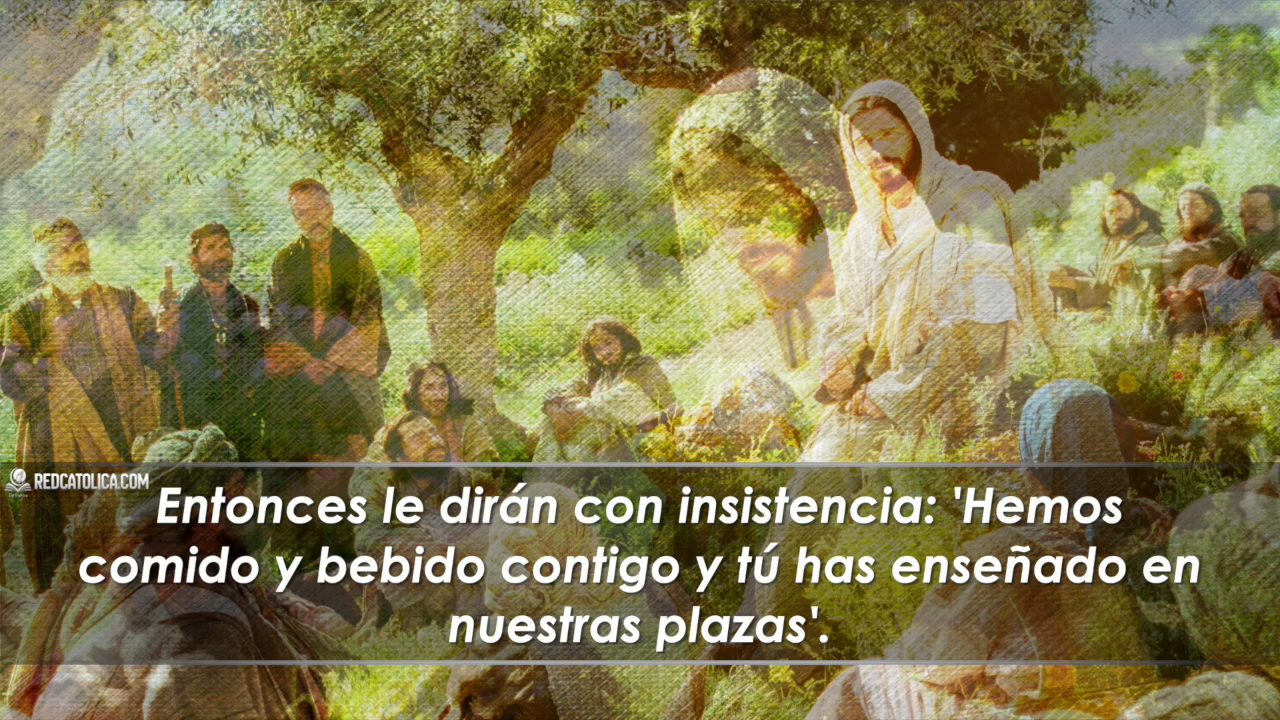 REDCATOLICA.COM
Entonces le dirán con insistencia: 'Hemos
comido y bebido contigo y tú has enseñado en
nuestras plazas'.